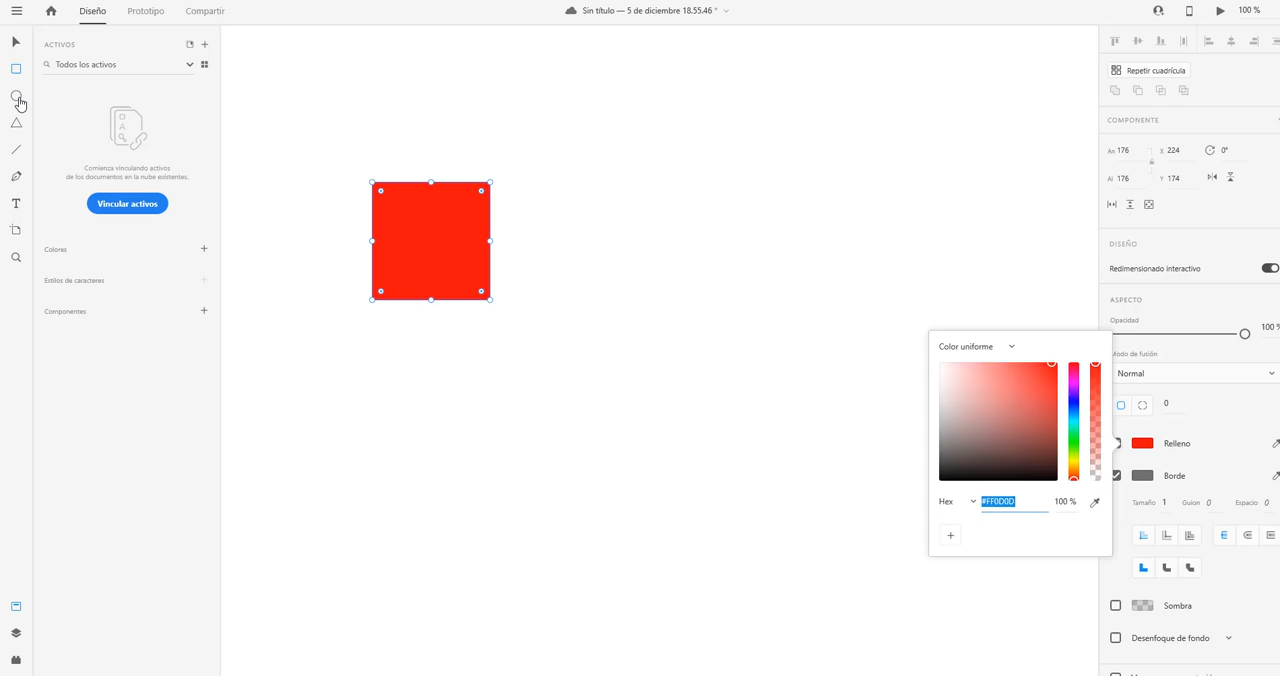 Diseño Prototipo Compartir
Sin título — 5 de diciembre 18.55.46 *
100 %
ACTIVOS
Todos los activos
Comienza vinculando activos
de los documentos en la nube existentes.
Vincular activos
Colores
Estilos de caracteres
Componentes
Color uniforme
Hex #FF0D0D 100 %
Repetir cuadrícula
COMPONENTE
An 176 X 224 0°
Al 176 Y 174
DISEÑO
Redimensionado interactivo
ASPECTO
Opacidad
100 %
Modo de fusión
Normal
0
Relleno
Borde
Tamaño 1 Guion 0 Espacio 0
Sombra
Desenfoque de fondo